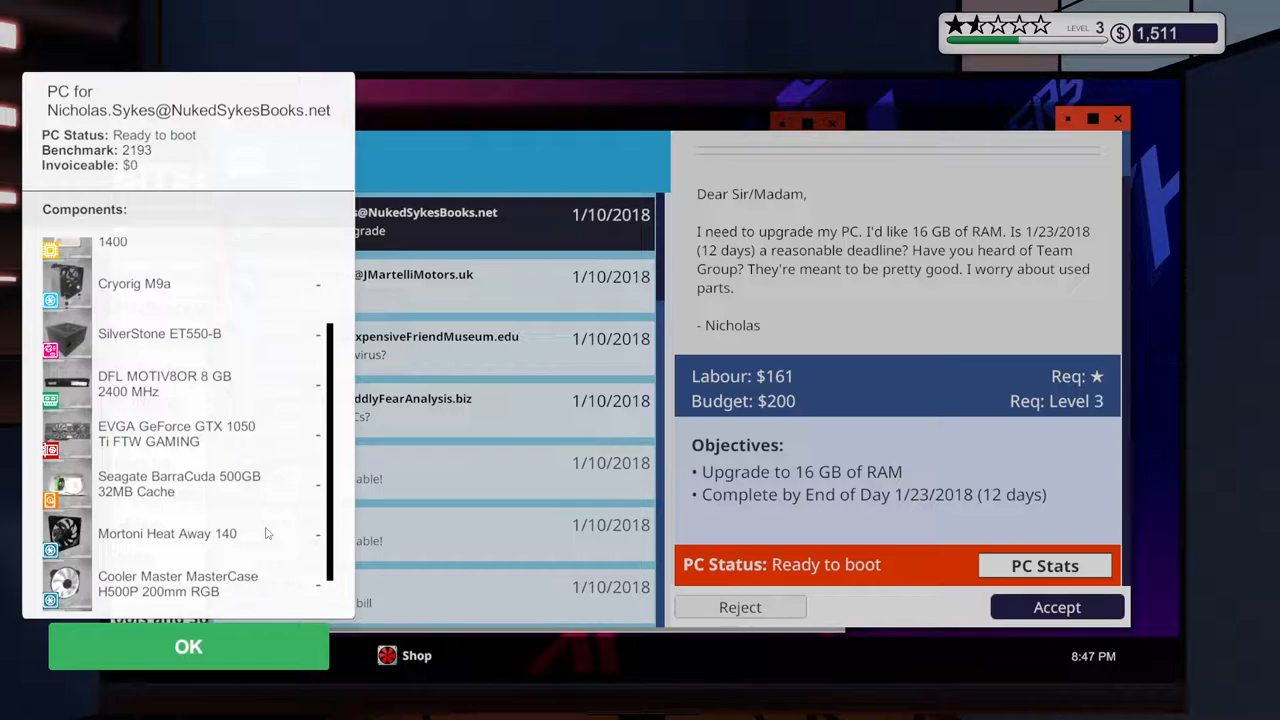 LEVEL 3 $ 1,511
PC for
Nicholas.Sykes@NukedSykesBooks.net
PC Status: Ready to boot
Benchmark: 2193
Invoiceable: $0
Components:
1400
Cryorig M9a -
SilverStone ET550-B -
DFL MOTIV8OR 8 GB
2400 MHz -
EVGA GeForce GTX 1050
Ti FTW GAMING -
Seagate BarraCuda 500GB
32MB Cache -
Mortoni Heat Away 140 -
Cooler Master MasterCase
H500P 200mm RGB -
OK
s@NukedSykesBooks.net 1/10/2018
grade
@JMartelliMotors.uk 1/10/2018
xpensiveFriendMuseum.edu 1/10/2018
virus?
ddlyFearAnalysis.biz 1/10/2018
Cs?
1/10/2018
able!
1/10/2018
able!
1/10/2018
bill
Dear Sir/Madam,
I need to upgrade my PC. I'd like 16 GB of RAM. Is 1/23/2018
(12 days) a reasonable deadline? Have you heard of Team
Group? They're meant to be pretty good. I worry about used
parts.
- Nicholas
Labour: $161 Req: ★
Budget: $200 Req: Level 3
Objectives:
• Upgrade to 16 GB of RAM
• Complete by End of Day 1/23/2018 (12 days)
PC Status: Ready to boot PC Stats
Reject Accept
Shop 8:47 PM